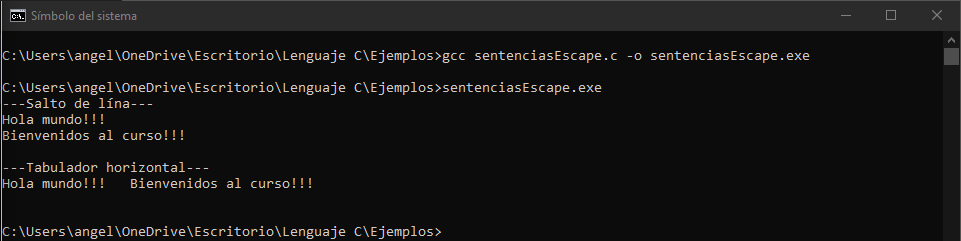 Símbolo del sistema
C:\Users\angel\OneDrive\Escritorio\Lenguaje C\Ejemplos>gcc sentenciasEscape.c -o sentenciasEscape.exe
C:\Users\angel\OneDrive\Escritorio\Lenguaje C\Ejemplos>sentenciasEscape.exe
---Salto de lína---
Hola mundo!!!
Bienvenidos al curso!!!
---Tabulador horizontal---
Hola mundo!!!   Bienvenidos al curso!!!
C:\Users\angel\OneDrive\Escritorio\Lenguaje C\Ejemplos>